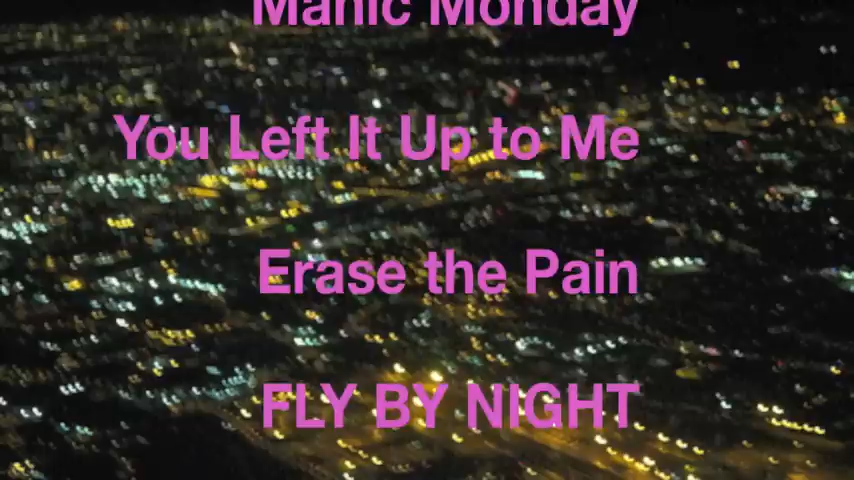 Manic Monday
You Left It Up to Me
Erase the Pain
FLY BY NIGHT